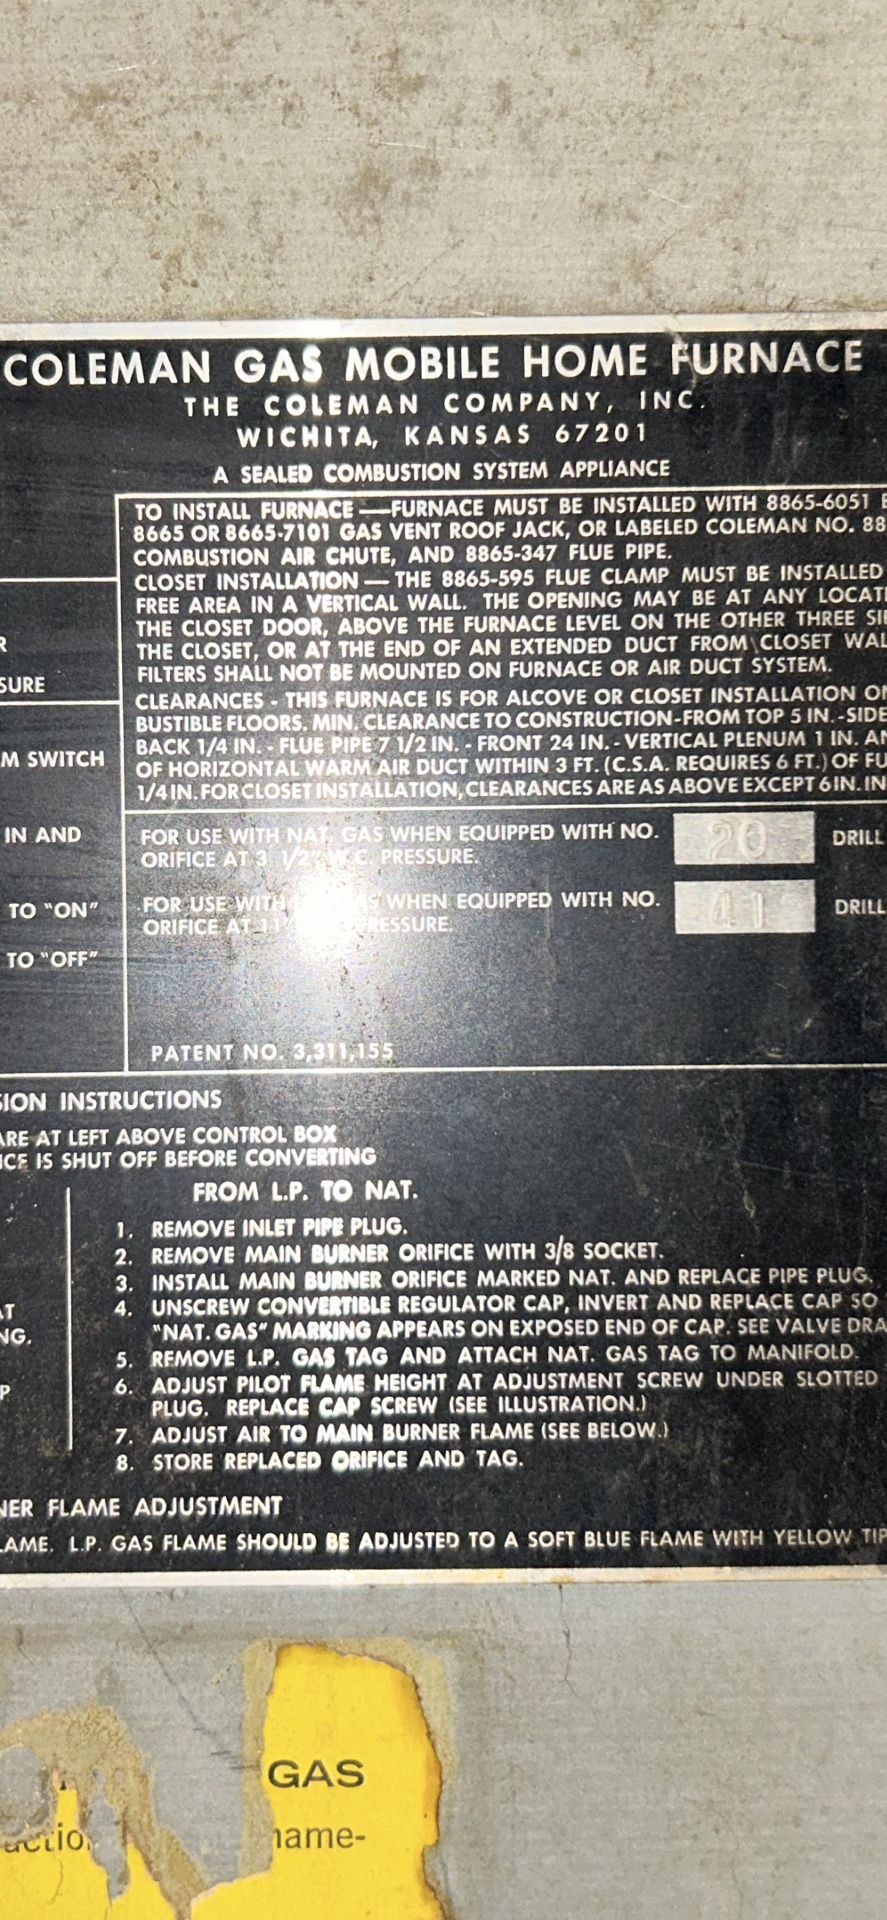 COLEMAN GAS MOBILE HOME FURNACE
THE COLEMAN COMPANY, INC.
WICHITA, KANSAS 67201
A SEALED COMBUSTION SYSTEM APPLIANCE
TO INSTALL FURNACE — FURNACE MUST BE INSTALLED WITH 8865-6051
8665 OR 8665-7101 GAS VENT ROOF JACK, OR LABELED COLEMAN NO. 88
COMBUSTION AIR CHUTE, AND 8865-347 FLUE PIPE.
CLOSET INSTALLATION — THE 8865-595 FLUE CLAMP MUST BE INSTALLED
FREE AREA IN A VERTICAL WALL. THE OPENING MAY BE AT ANY LOCATI
THE CLOSET DOOR, ABOVE THE FURNACE LEVEL ON THE OTHER THREE SI
THE CLOSET, OR AT THE END OF AN EXTENDED DUCT FROM CLOSET WAL
FILTERS SHALL NOT BE MOUNTED ON FURNACE OR AIR DUCT SYSTEM.
CLEARANCES - THIS FURNACE IS FOR ALCOVE OR CLOSET INSTALLATION ON
BUSTIBLE FLOORS. MIN. CLEARANCE TO CONSTRUCTION - FROM TOP 5 IN. - SIDE
BACK 1/4 IN. - FLUE PIPE 7 1/2 IN. - FRONT 24 IN. - VERTICAL PLENUM 1 IN. AN
OF HORIZONTAL WARM AIR DUCT WITHIN 3 FT. (C.S.A. REQUIRES 6 FT.) OF FU
1/4 IN. FOR CLOSET INSTALLATION, CLEARANCES ARE AS ABOVE EXCEPT 6 IN. IN
R
SURE
M SWITCH
IN AND
TO "ON"
TO "OFF"
FOR USE WITH NAT. GAS WHEN EQUIPPED WITH NO. 20 DRILL
ORIFICE AT 3 1/2" W.C. PRESSURE.
FOR USE WITH GAS WHEN EQUIPPED WITH NO. 41 DRILL
ORIFICE AT 11 PRESSURE.
PATENT NO. 3,311,155
SION INSTRUCTIONS
ARE AT LEFT ABOVE CONTROL BOX
ICE IS SHUT OFF BEFORE CONVERTING
FROM L.P. TO NAT.
1. REMOVE INLET PIPE PLUG.
2. REMOVE MAIN BURNER ORIFICE WITH 3/8 SOCKET.
3. INSTALL MAIN BURNER ORIFICE MARKED NAT. AND REPLACE PIPE PLUG.
4. UNSCREW CONVERTIBLE REGULATOR CAP, INVERT AND REPLACE CAP SO
"NAT. GAS" MARKING APPEARS ON EXPOSED END OF CAP. SEE VALVE DRA
5. REMOVE L.P. GAS TAG AND ATTACH NAT. GAS TAG TO MANIFOLD.
6. ADJUST PILOT FLAME HEIGHT AT ADJUSTMENT SCREW UNDER SLOTTED
PLUG. REPLACE CAP SCREW (SEE ILLUSTRATION.)
7. ADJUST AIR TO MAIN BURNER FLAME (SEE BELOW.)
8. STORE REPLACED ORIFICE AND TAG.
AT
NG.
P
NER FLAME ADJUSTMENT
LAME. L.P. GAS FLAME SHOULD BE ADJUSTED TO A SOFT BLUE FLAME WITH YELLOW TIP
GAS
name-